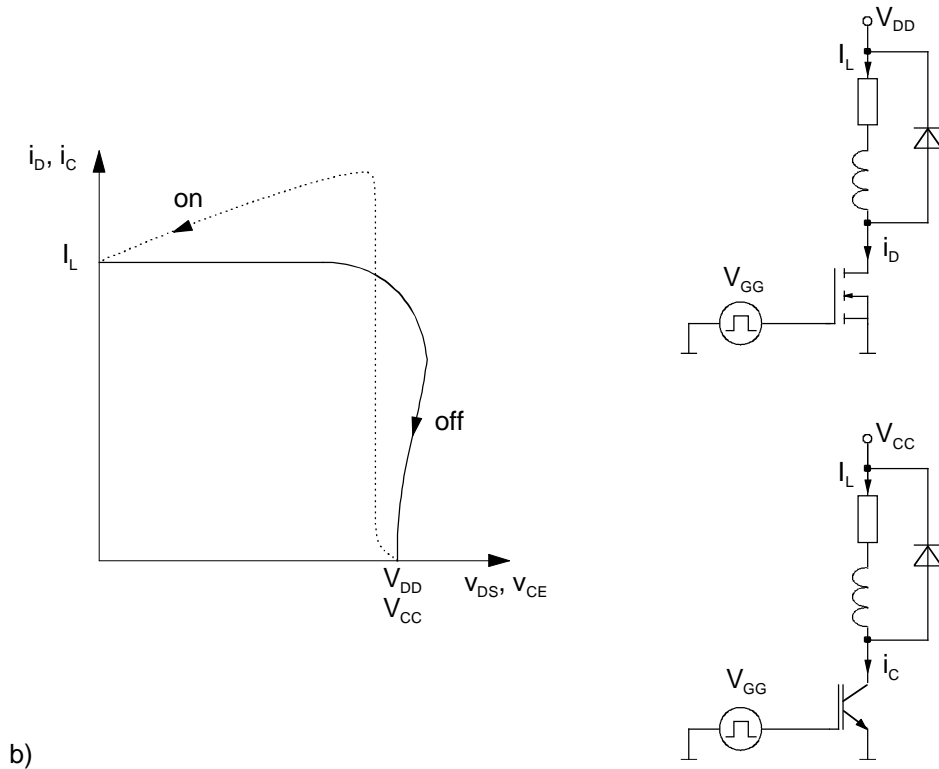 i_D, i_C
on
I_L
off
V_DD
V_CC
v_DS, v_CE
V_DD
I_L
i_D
V_GG
V_CC
I_L
i_C
V_GG
b)